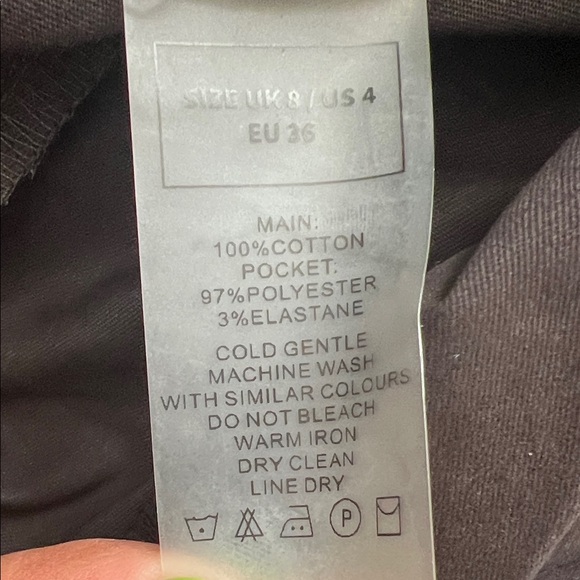 SIZE UK 8 / US 4
EU 36
MAIN:
100%COTTON
POCKET:
97%POLYESTER
3%ELASTANE
COLD GENTLE
MACHINE WASH
WITH SIMILAR COLOURS
DO NOT BLEACH
WARM IRON
DRY CLEAN
LINE DRY
P